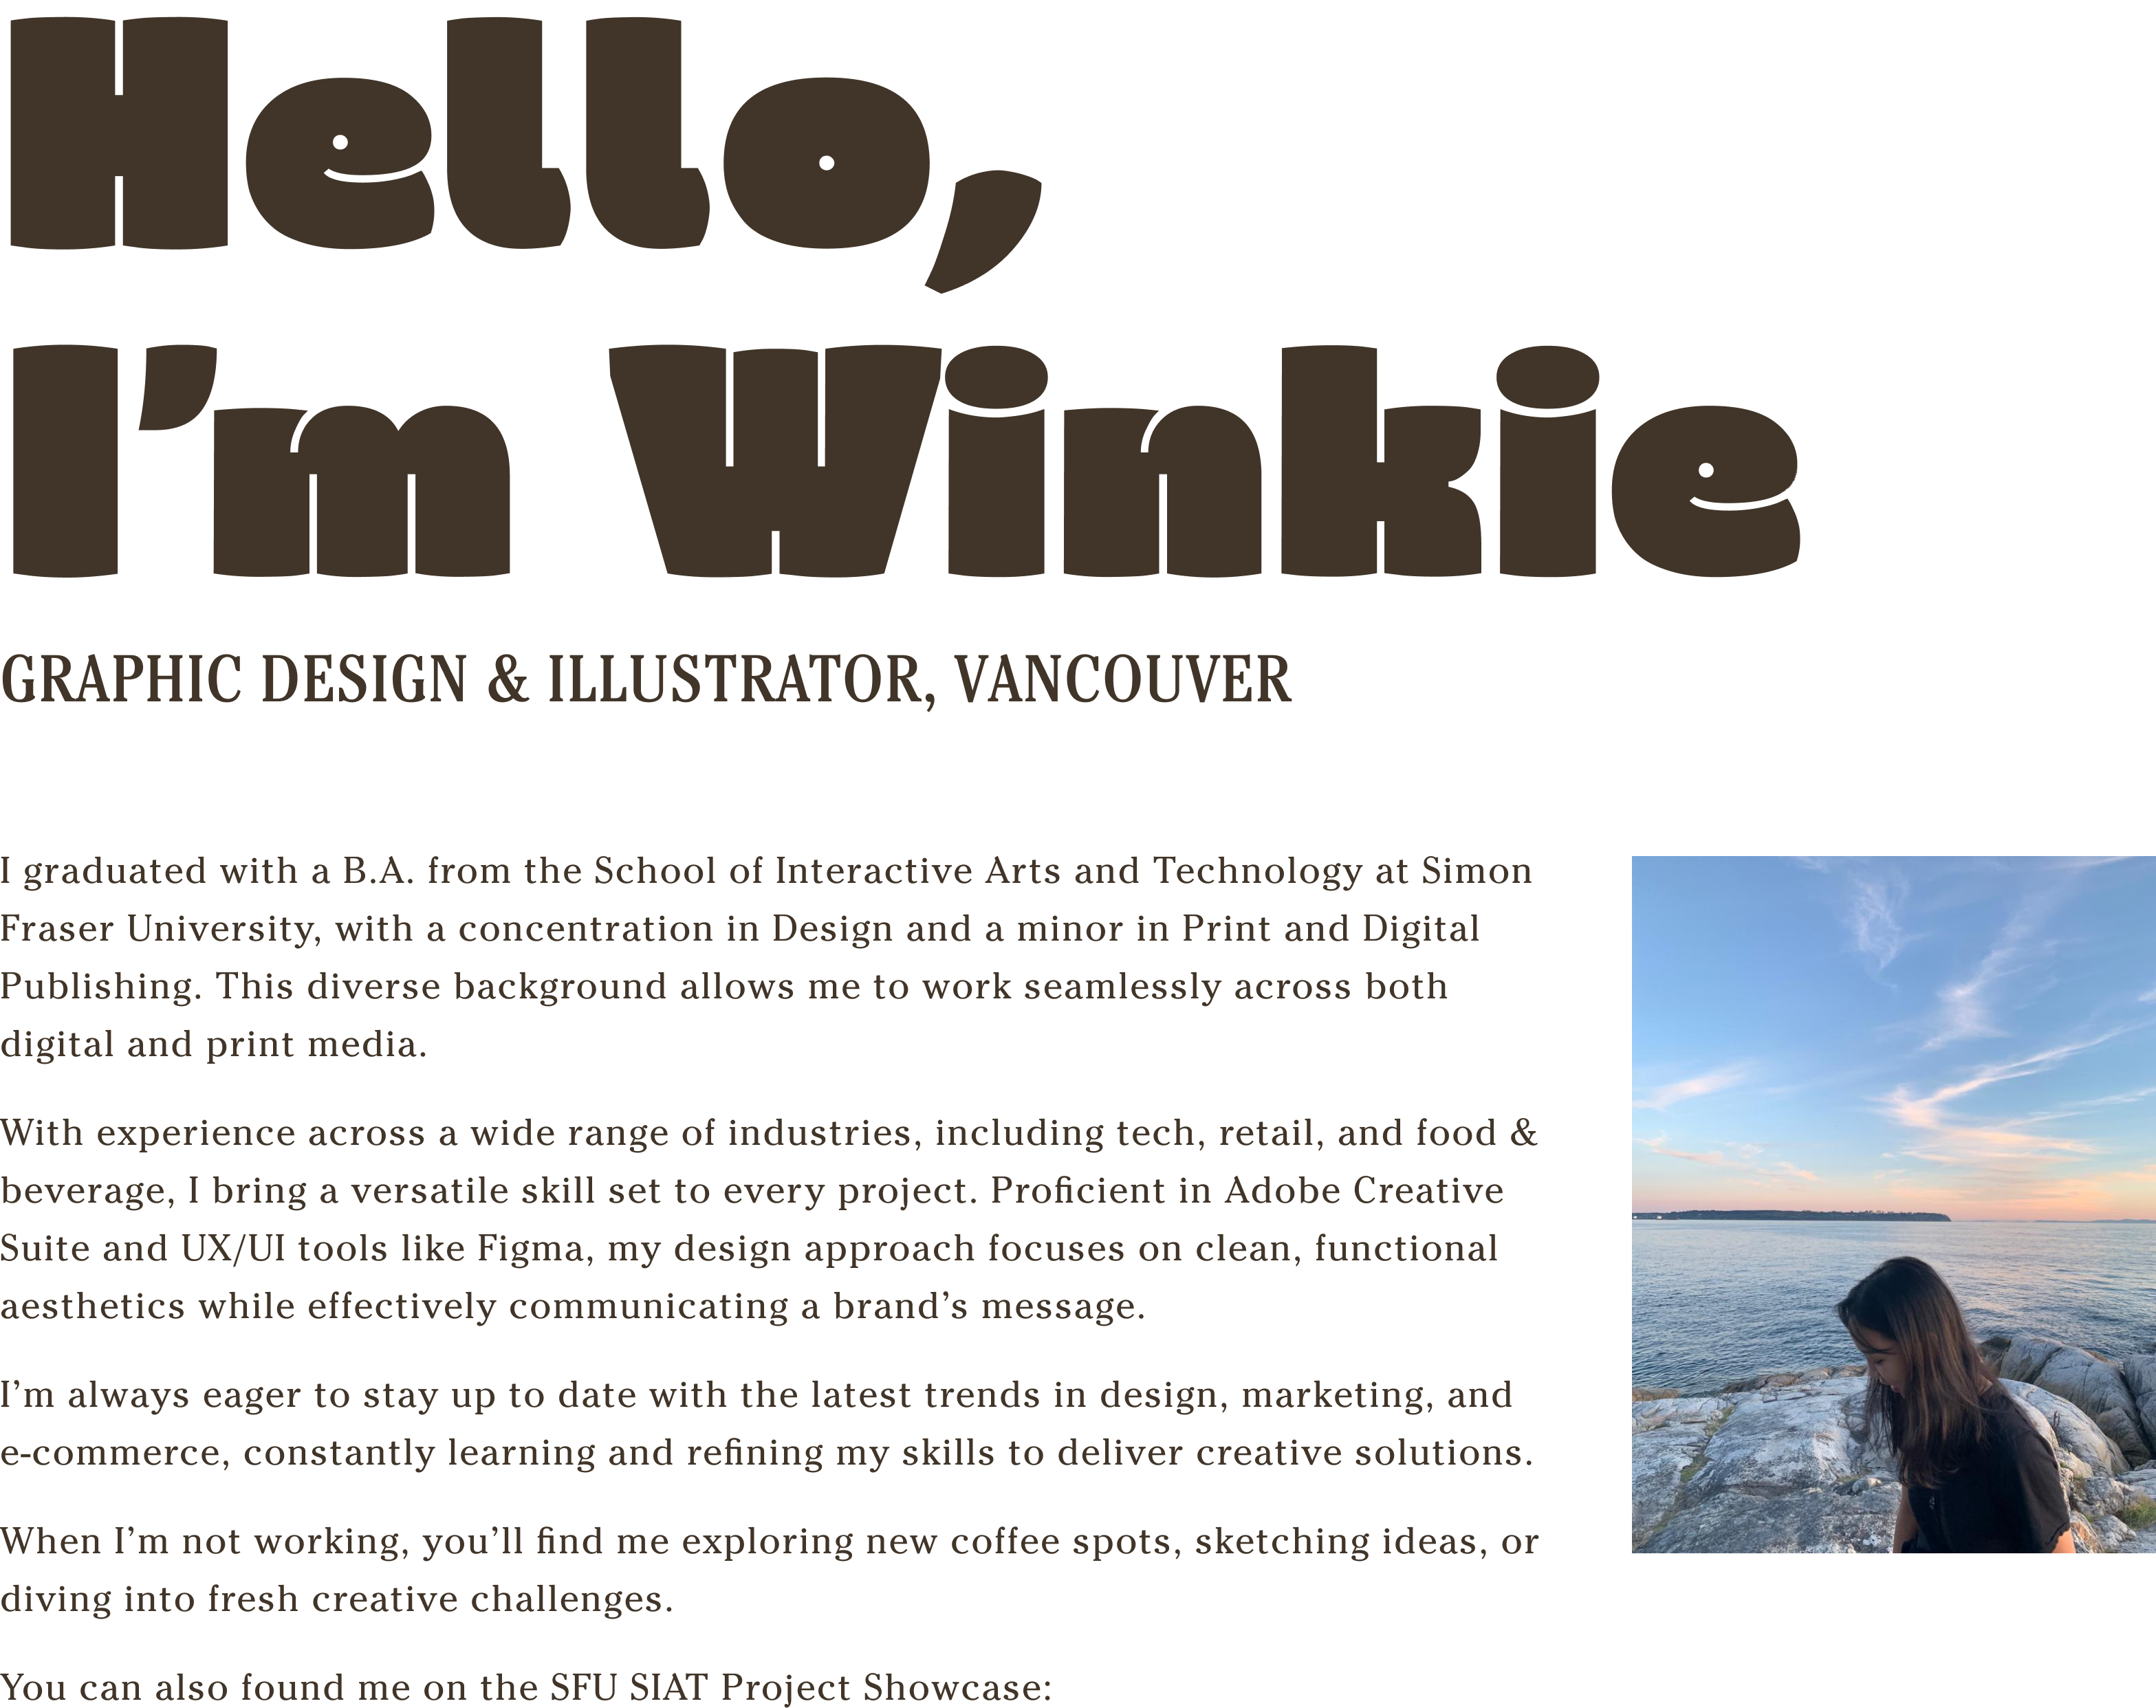 Hello,
I’m Winkie
GRAPHIC DESIGN & ILLUSTRATOR, VANCOUVER
I graduated with a B.A. from the School of Interactive Arts and Technology at Simon
Fraser University, with a concentration in Design and a minor in Print and Digital
Publishing. This diverse background allows me to work seamlessly across both
digital and print media.
With experience across a wide range of industries, including tech, retail, and food &
beverage, I bring a versatile skill set to every project. Proficient in Adobe Creative
Suite and UX/UI tools like Figma, my design approach focuses on clean, functional
aesthetics while effectively communicating a brand’s message.
I’m always eager to stay up to date with the latest trends in design, marketing, and
e-commerce, constantly learning and refining my skills to deliver creative solutions.
When I’m not working, you’ll find me exploring new coffee spots, sketching ideas, or
diving into fresh creative challenges.
You can also found me on the SFU SIAT Project Showcase: